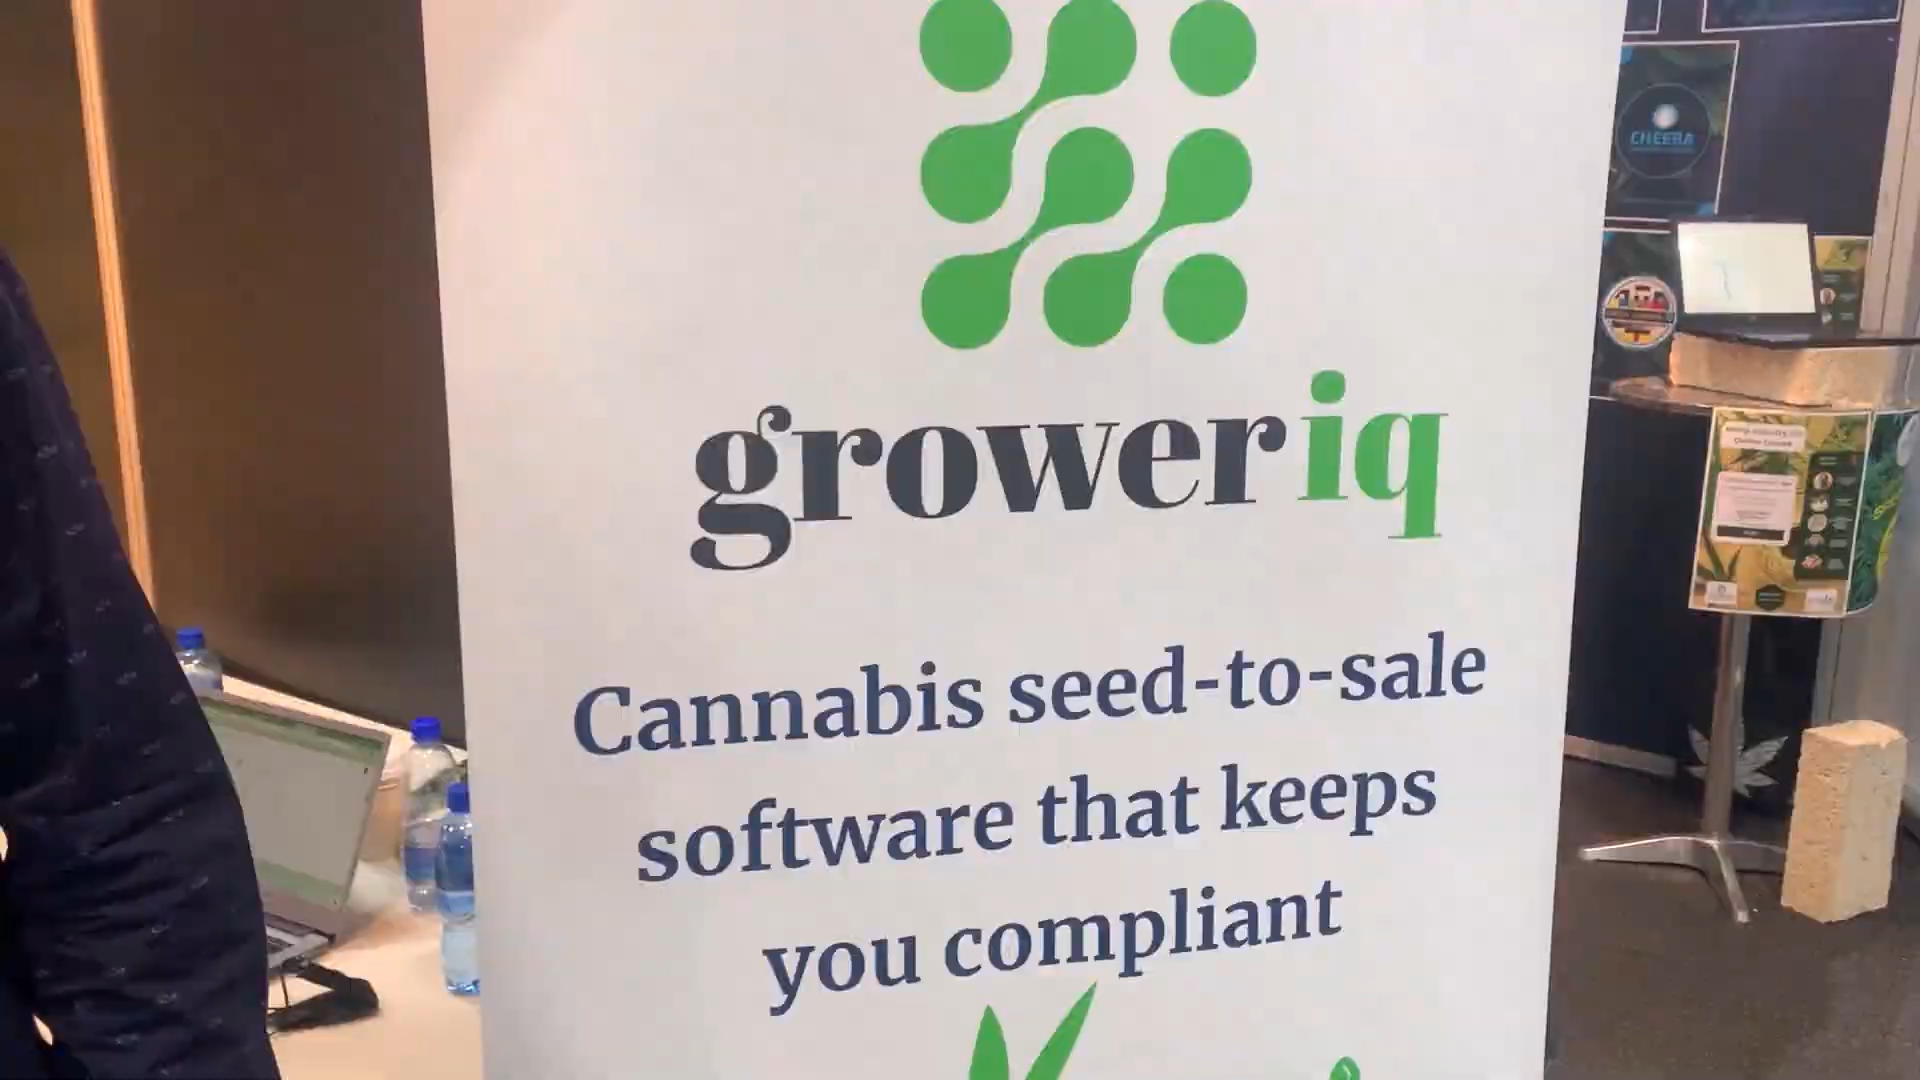 groweriq
Cannabis seed-to-sale
software that keeps
you compliant
CHEEBA